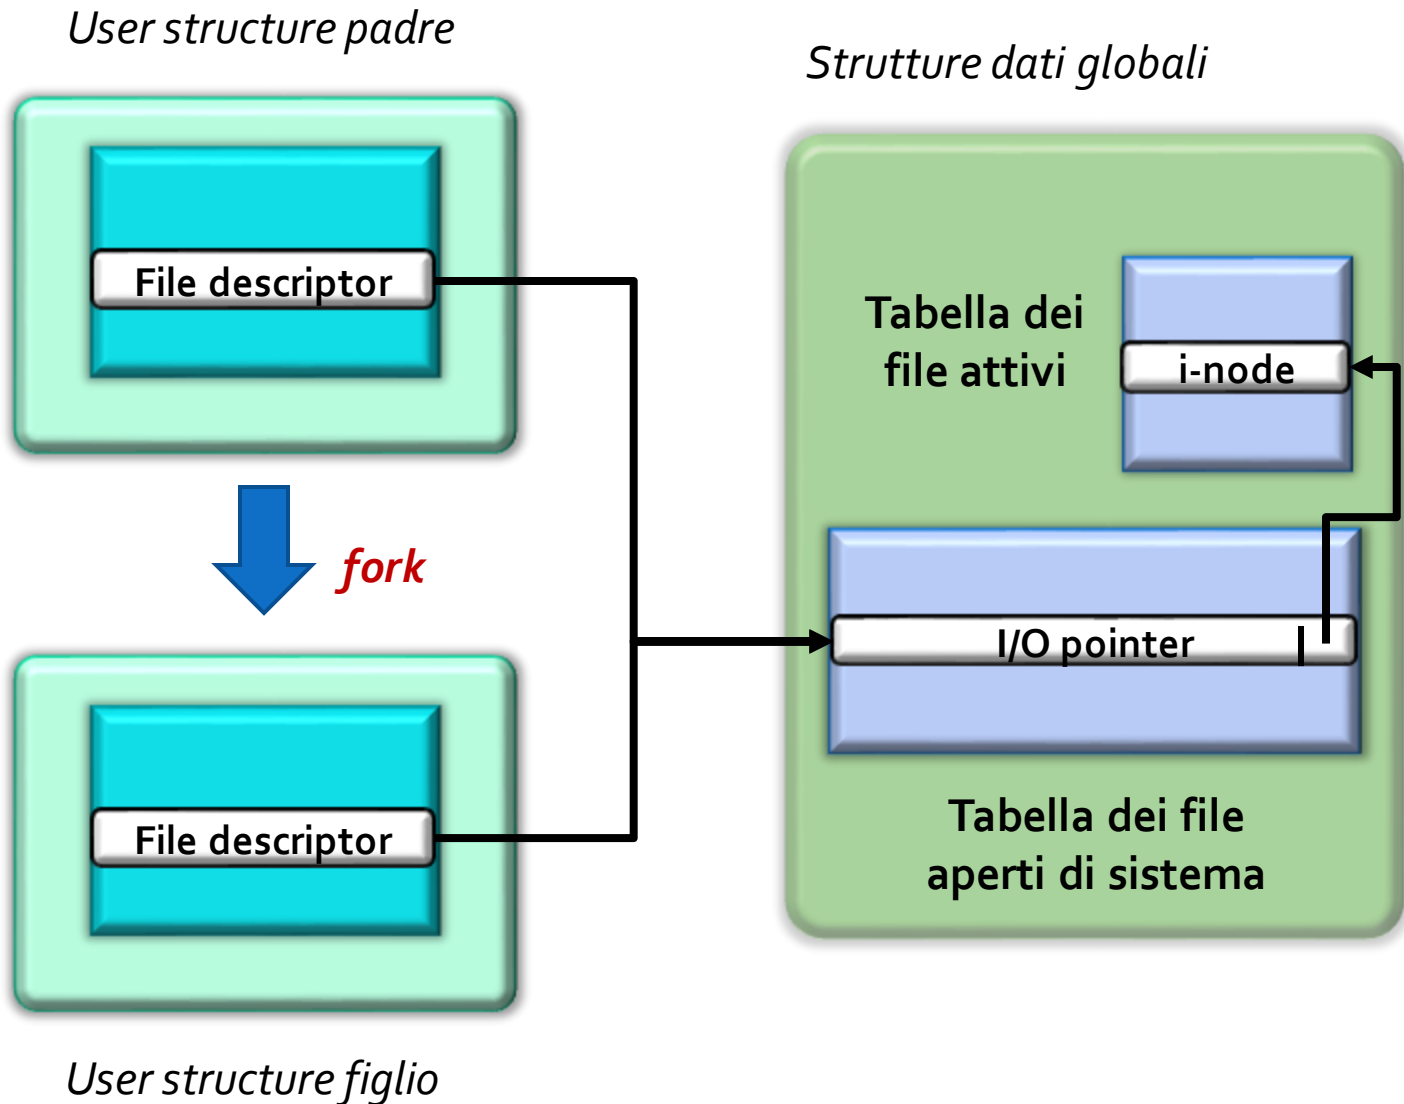 User structure padre
Strutture dati globali
File descriptor
Tabella dei
file attivi
i-node
fork
I/O pointer
File descriptor
Tabella dei file
aperti di sistema
User structure figlio